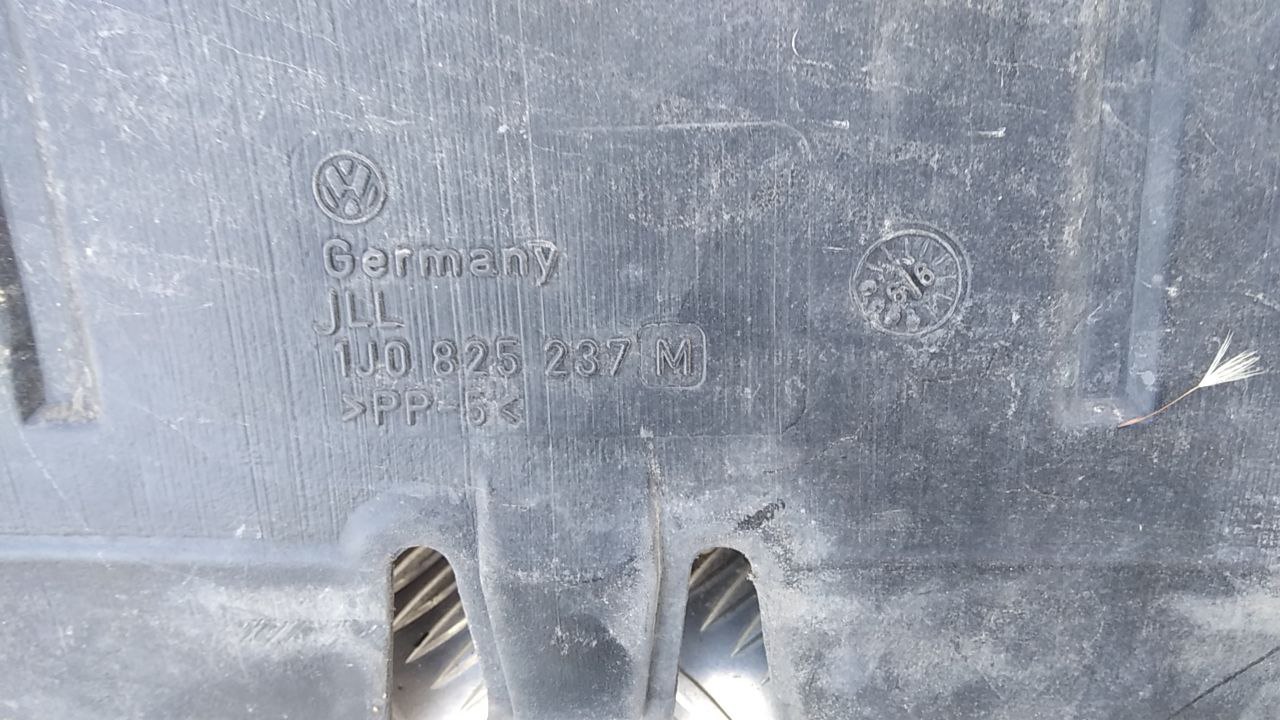 Germany
JLL
1J0 825 237 M
>PP-5<